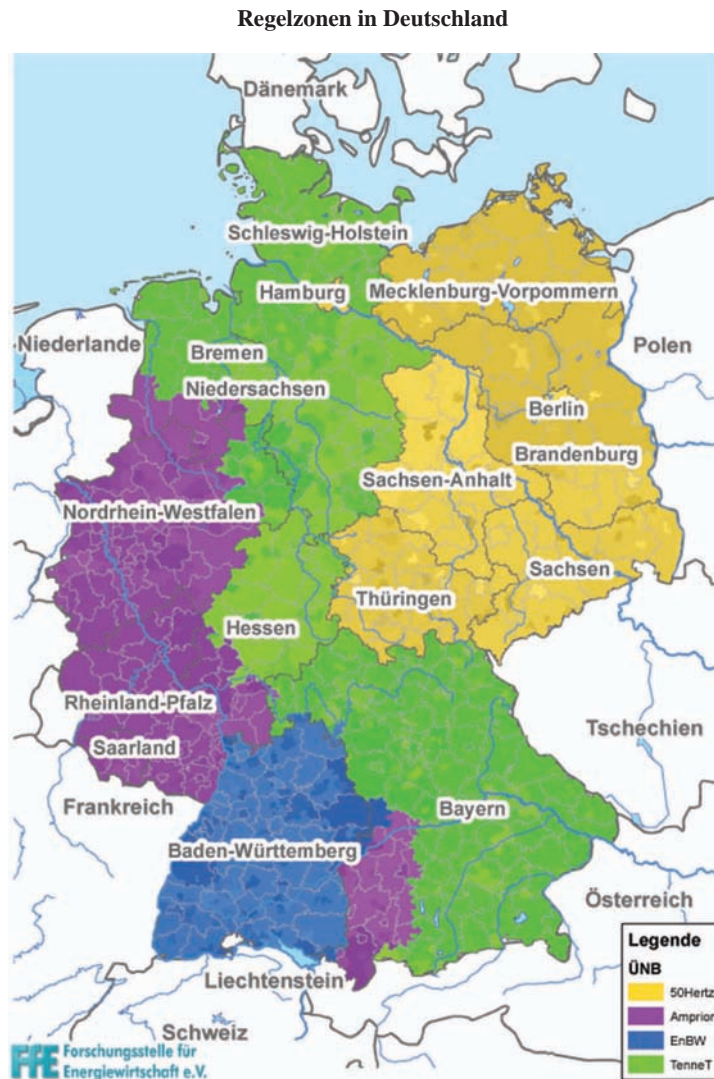 Regelzonen in Deutschland
Dänemark
Schleswig-Holstein
Hamburg
Mecklenburg-Vorpommern
Niederlande
Bremen
Polen
Niedersachsen
Berlin
Brandenburg
Sachsen-Anhalt
Nordrhein-Westfalen
Sachsen
Thüringen
Hessen
Rheinland-Pfalz
Tschechien
Saarland
Frankreich
Bayern
Baden-Württemberg
Österreich
Liechtenstein
Schweiz
Legende
ÜNB
50Hertz
Amprion
EnBW
TenneT
FfE Forschungsstelle für
Energiewirtschaft e.V.